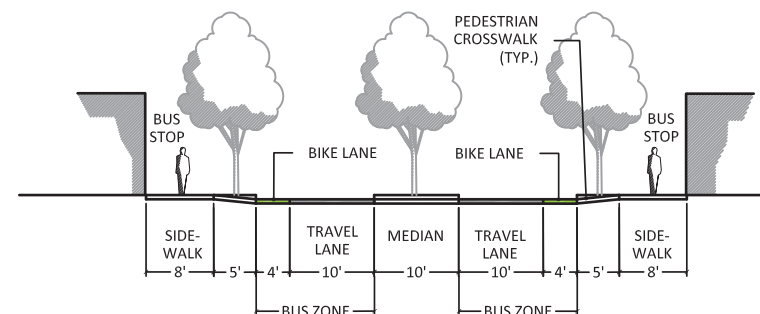 PEDESTRIAN
CROSSWALK
(TYP.)
BUS
STOP
BUS
STOP
BIKE LANE
BIKE LANE
SIDE-
WALK
TRAVEL
LANE
MEDIAN
TRAVEL
LANE
SIDE-
WALK
8' 5' 4' 10' 10' 10' 4' 5' 8'
BUS ZONE
BUS ZONE